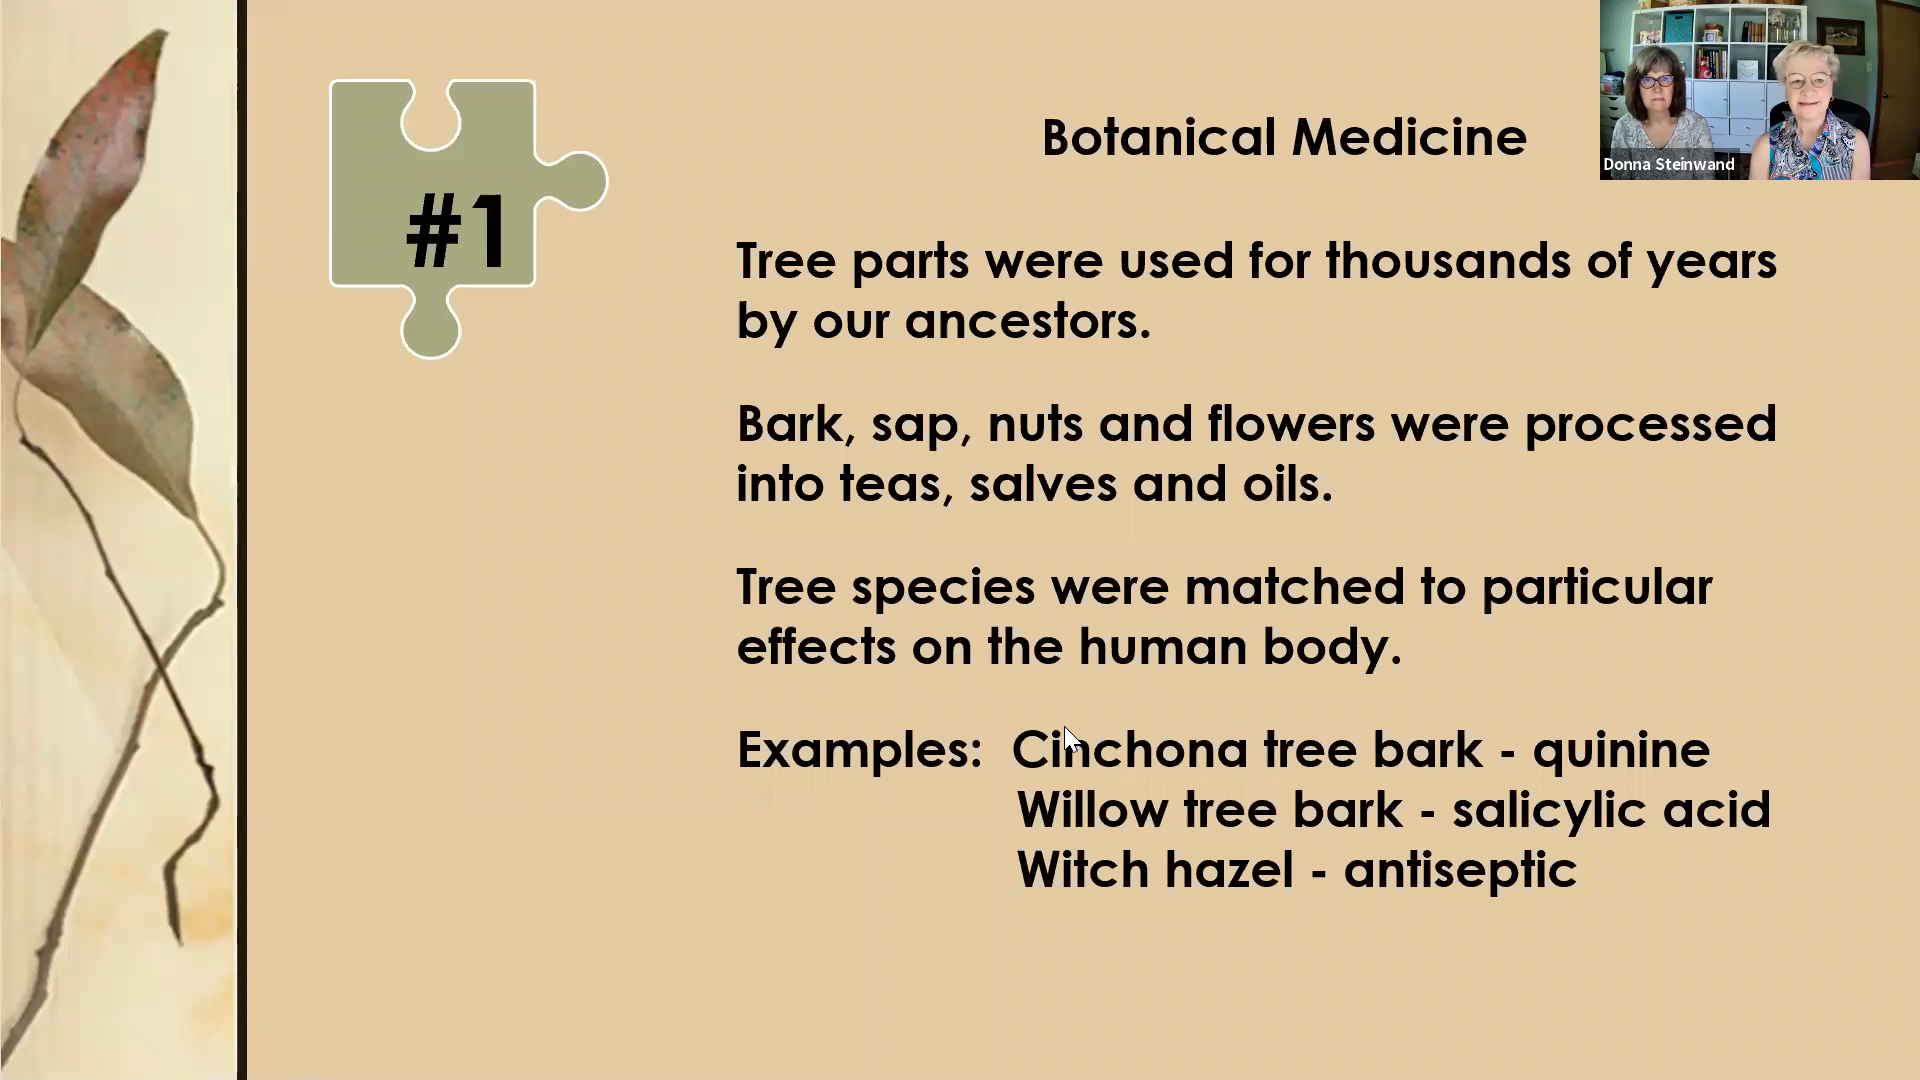 #1
Botanical Medicine
Donna Steinwand
Tree parts were used for thousands of years
by our ancestors.
Bark, sap, nuts and flowers were processed
into teas, salves and oils.
Tree species were matched to particular
effects on the human body.
Examples: Cinchona tree bark - quinine
Willow tree bark - salicylic acid
Witch hazel - antiseptic